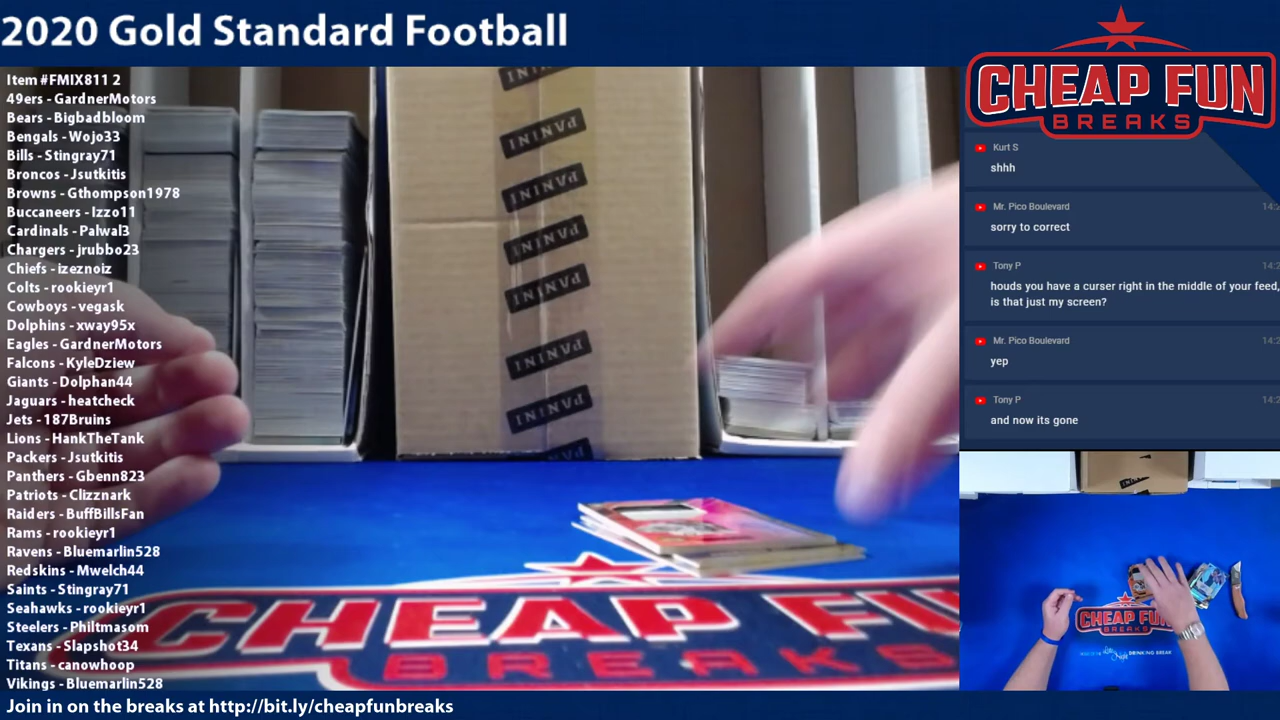 2020 Gold Standard Football
Item #FMIX811 2
49ers - GardnerMotors
Bears - Bigbadbloom
Bengals - Wojo33
Bills - Stingray71
Broncos - Jsutkitis
Browns - Gthompson1978
Buccaneers - Izzo11
Cardinals - Palwal3
Chargers - jrubbo23
Chiefs - izeznoiz
Colts - rookieyr1
Cowboys - vegask
Dolphins - xway95x
Eagles - GardnerMotors
Falcons - KyleDziew
Giants - Dolphan44
Jaguars - heatcheck
Jets - 187Bruins
Lions - HankTheTank
Packers - Jsutkitis
Panthers - Gbenn823
Patriots - Clizznark
Raiders - BuffBillsFan
Rams - rookieyr1
Ravens - Bluemarlin528
Redskins - Mwelch44
Saints - Stingray71
Seahawks - rookieyr1
Steelers - Philtmasom
Texans - Slapshot34
Titans - canowhoop
Vikings - Bluemarlin528
Join in on the breaks at http://bit.ly/cheapfunbreaks
PANINI
PANINI
PANINI
PANINI
PANINI
PANINI
PANINI
CHEAP FU
BREAKS
CHEAP FUN
BREAKS
Kurt S
shhh
Mr. Pico Boulevard
sorry to correct
Tony P
houds you have a curser right in the middle of your feed,
is that just my screen?
Mr. Pico Boulevard
yep
Tony P
and now its gone
CHEAP FUN
BREAKS
DRINKING BREAK